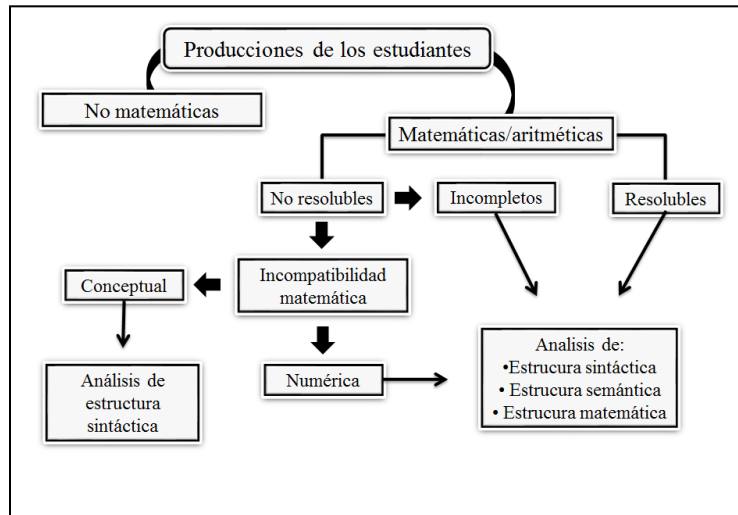 Producciones de los estudiantes
No matemáticas
Matemáticas/aritméticas
No resolubles
Incompletos
Resolubles
Conceptual
Incompatibilidad
matemática
Análisis de
estructura
sintáctica
Numérica
Analisis de:
•Estrucura sintáctica
• Estrucura semántica
• Estrucura matemática